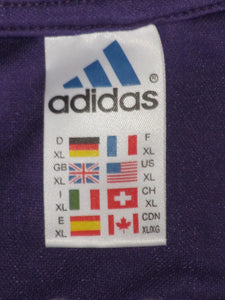 adidas ®
D F
XL XL
GB US
XL XL
I CH
XL XL
E CDN
XL XL/XG